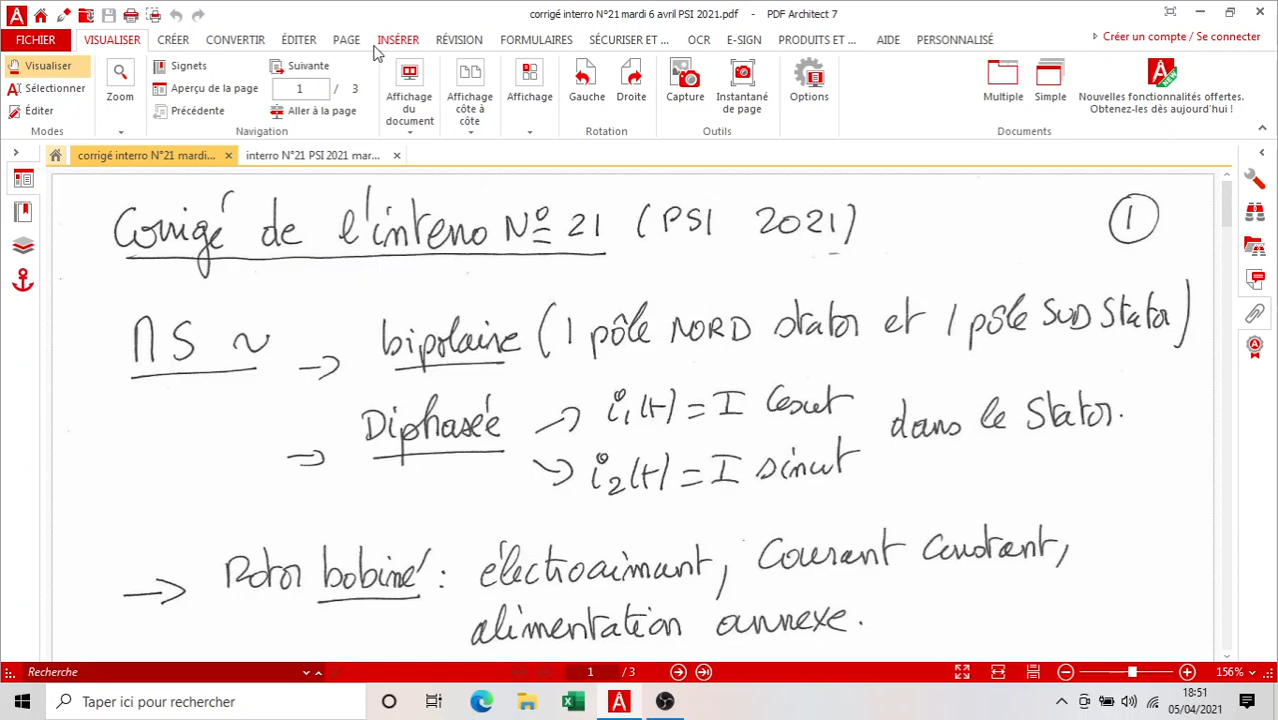 corrigé interro N°21 mardi 6 avril PSI 2021.pdf - PDF Architect 7
FICHIER VISUALISER CRÉER CONVERTIR ÉDITER PAGE INSÉRER RÉVISION FORMULAIRES SÉCURISER ET ... OCR E-SIGN PRODUITS ET ... AIDE PERSONNALISÉ Créer un compte / Se connecter
Visualiser
Sélectionner
Éditer
Modes
Zoom
Signets
Aperçu de la page
Précédente
Suivante
1 / 3
Aller à la page
Navigation
Affichage du document
Affichage côte à côte
Affichage
Gauche
Droite
Rotation
Capture
Instantané de page
Outils
Options
Multiple
Simple
Nouvelles fonctionnalités offertes.
Obtenez-les dès aujourd'hui !
Documents
corrigé interro N°21 mardi...
interro N°21 PSI 2021 mar...
Corrigé de l'interro N° 21 (PSI 2021) 1
MS ~ → bipolaire (1 pôle NORD stator et 1 pôle SUD Stator)
→ Diphasée → i₁(t) = I cosωt dans le Stator.
→ i₂(t) = I sinωt
→ Rotor bobiné : électroaimant, Courant constant,
alimentation annexe.
Recherche
1 / 3
156%
Taper ici pour rechercher
18:51
05/04/2021